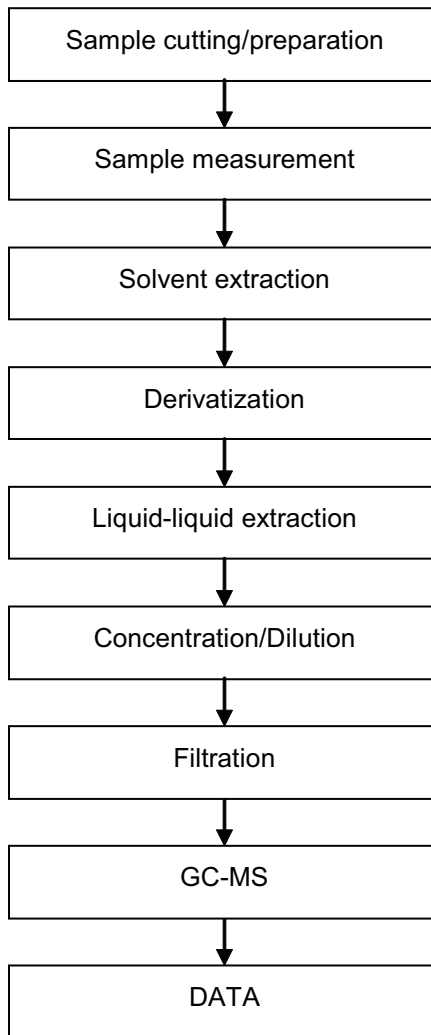 Sample cutting/preparation
Sample measurement
Solvent extraction
Derivatization
Liquid-liquid extraction
Concentration/Dilution
Filtration
GC-MS
DATA